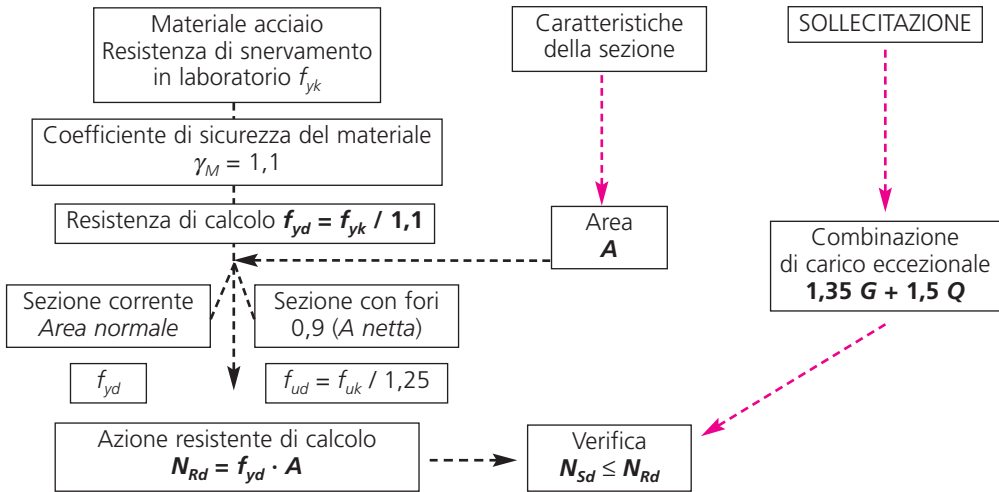 Materiale acciaio
Resistenza di snervamento
in laboratorio fyk
Caratteristiche
della sezione
SOLLECITAZIONE
Coefficiente di sicurezza del materiale
γM = 1,1
Resistenza di calcolo fyd = fyk / 1,1
Area
A
Combinazione
di carico eccezionale
1,35 G + 1,5 Q
Sezione corrente
Area normale
Sezione con fori
0,9 (A netta)
fyd
fud = fuk / 1,25
Azione resistente di calcolo
NRd = fyd · A
Verifica
NSd ≤ NRd